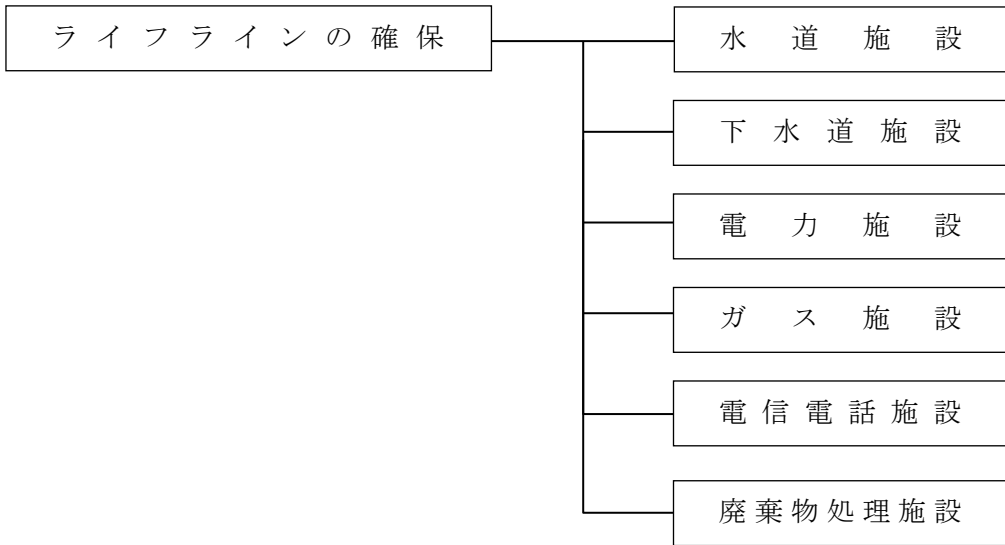 ライフラインの確保
水道施設
下水道施設
電力施設
ガス施設
電信電話施設
廃棄物処理施設